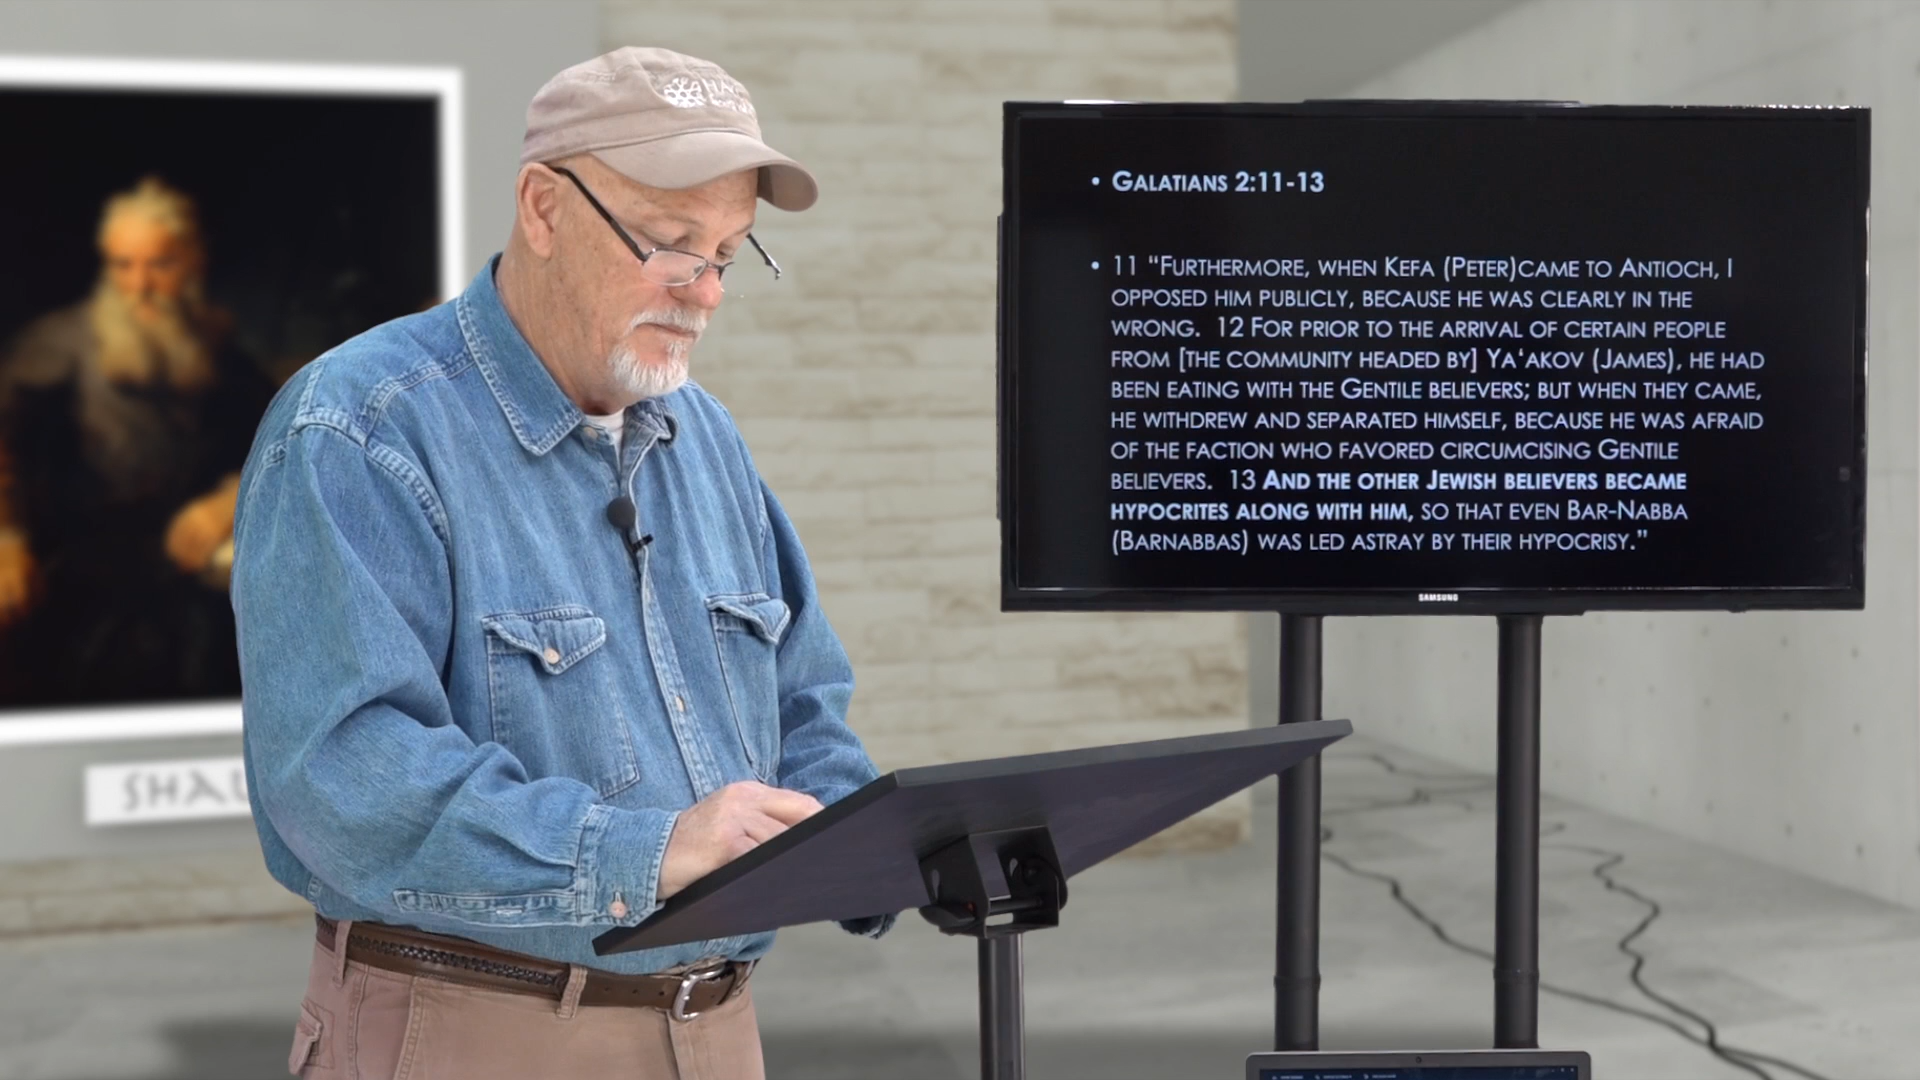 • Galatians 2:11-13
• 11 “Furthermore, when Kefa (Peter)came to Antioch, I
opposed him publicly, because he was clearly in the
wrong. 12 For prior to the arrival of certain people
from [the community headed by] Ya‘akov (James), he had
been eating with the Gentile believers; but when they came,
he withdrew and separated himself, because he was afraid
of the faction who favored circumcising Gentile
believers. 13 And the other Jewish believers became
hypocrites along with him, so that even Bar-Nabba
(Barnabbas) was led astray by their hypocrisy.”
SAMSUNG